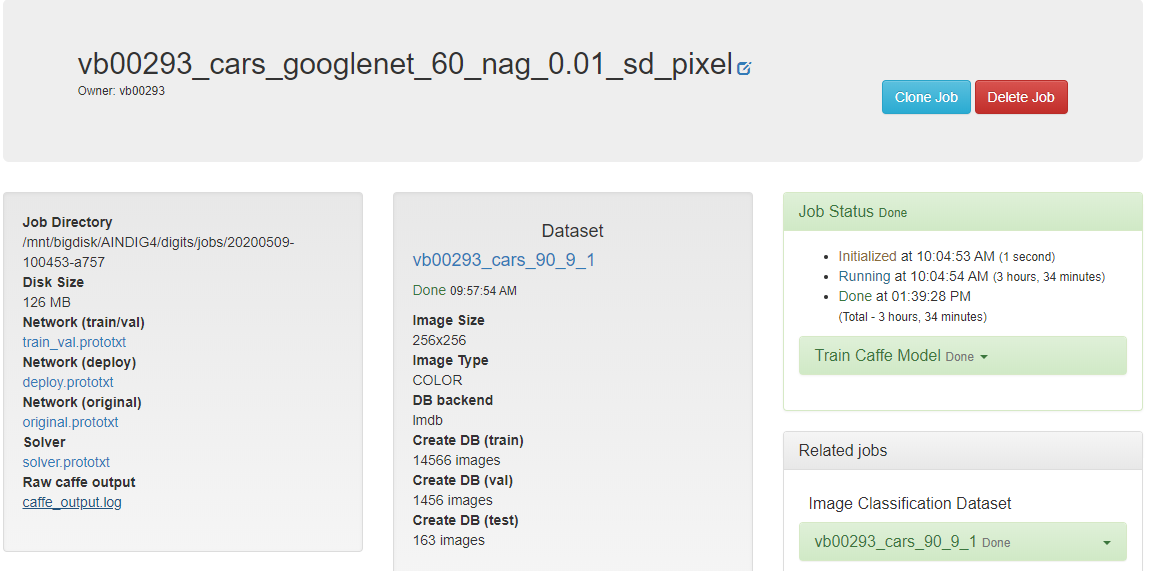 vb00293_cars_googlenet_60_nag_0.01_sd_pixel
Owner: vb00293
Clone Job
Delete Job
Job Directory
/mnt/bigdisk/AINDIG4/digits/jobs/20200509-
100453-a757
Disk Size
126 MB
Network (train/val)
train_val.prototxt
Network (deploy)
deploy.prototxt
Network (original)
original.prototxt
Solver
solver.prototxt
Raw caffe output
caffe_output.log
Dataset
vb00293_cars_90_9_1
Done 09:57:54 AM
Image Size
256x256
Image Type
COLOR
DB backend
lmdb
Create DB (train)
14566 images
Create DB (val)
1456 images
Create DB (test)
163 images
Job Status Done
Initialized at 10:04:53 AM (1 second)
Running at 10:04:54 AM (3 hours, 34 minutes)
Done at 01:39:28 PM
(Total - 3 hours, 34 minutes)
Train Caffe Model Done
Related jobs
Image Classification Dataset
vb00293_cars_90_9_1 Done